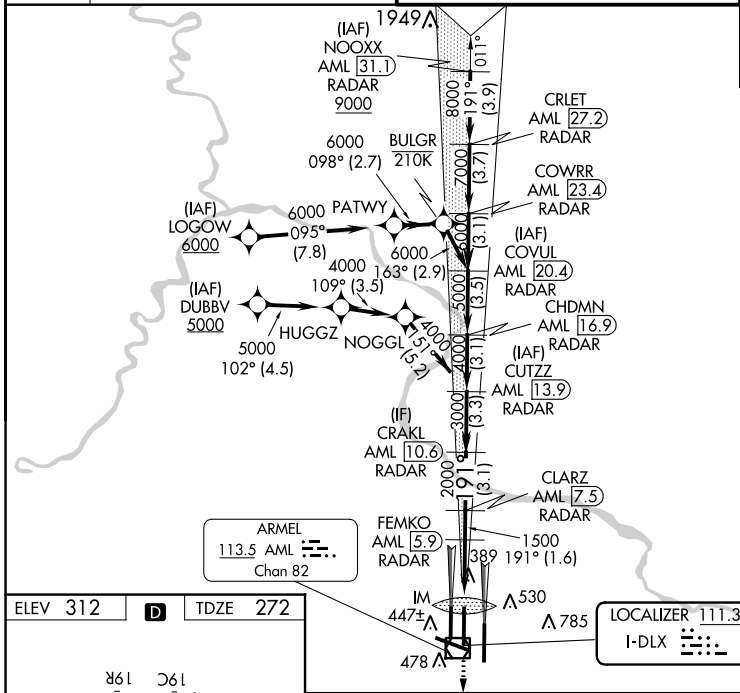 1949
(IAF)
NOOXX
AML 31.1
RADAR
9000
011°
8000
191°
(3.9)
CRLET
AML 27.2
RADAR
7000
(3.7)
6000
098° (2.7)
BULGR
210K
COWRR
AML 23.4
RADAR
(IAF)
LOGOW
6000
6000
095°
(7.8)
PATWY
6000
(3.1)
6000
163° (2.9)
(IAF)
COVUL
AML 20.4
RADAR
5000
(3.5)
(IAF)
DUBBV
5000
4000
109° (3.5)
HUGGZ
NOGGL
5000
102° (4.5)
4000
151°
(5.2)
CHDMN
AML 16.9
RADAR
4000
(3.1)
(IAF)
CUTZZ
AML 13.9
RADAR
3000
(3.3)
(IF)
CRAKL
AML 10.6
RADAR
2000
191°
(3.1)
CLARZ
AML 7.5
RADAR
FEMKO
AML 5.9
RADAR
1500
191° (1.6)
389
ARMEL
113.5 AML
Chan 82
IM
530
447±
785
478
LOCALIZER 111.3
I-DLX
ELEV 312
D
TDZE 272
19R
19C